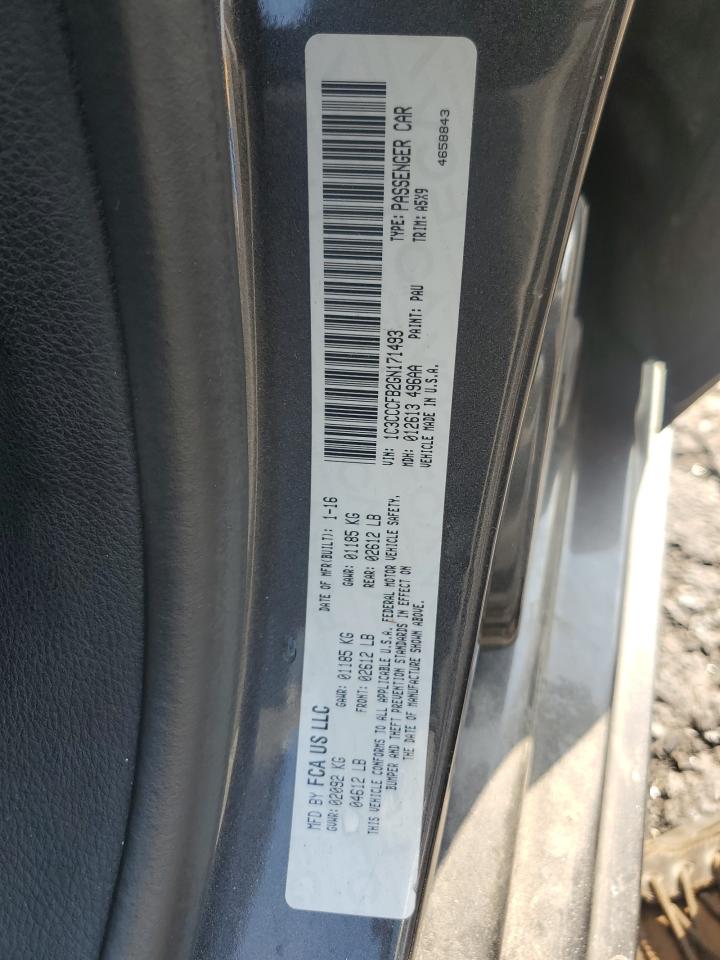 MFD BY FCA US LLC
DATE OF MFR(BUILT): 1-16
GVWR: 02092 KG
GAWR: 01185 KG
GAWR: 01185 KG
04612 LB
FRONT: 02612 LB
REAR: 02612 LB
THIS VEHICLE CONFORMS TO ALL APPLICABLE U.S.A. FEDERAL MOTOR VEHICLE SAFETY,
BUMPER AND THEFT PREVENTION STANDARDS IN EFFECT ON
THE DATE OF MANUFACTURE SHOWN ABOVE.
VIN: 1C3CCCFB2GN171493
TYPE: PASSENGER CAR
MDH: 012613 496AA
PAINT: PAU
TRIM: A5X9
VEHICLE MADE IN U.S.A.
4658843